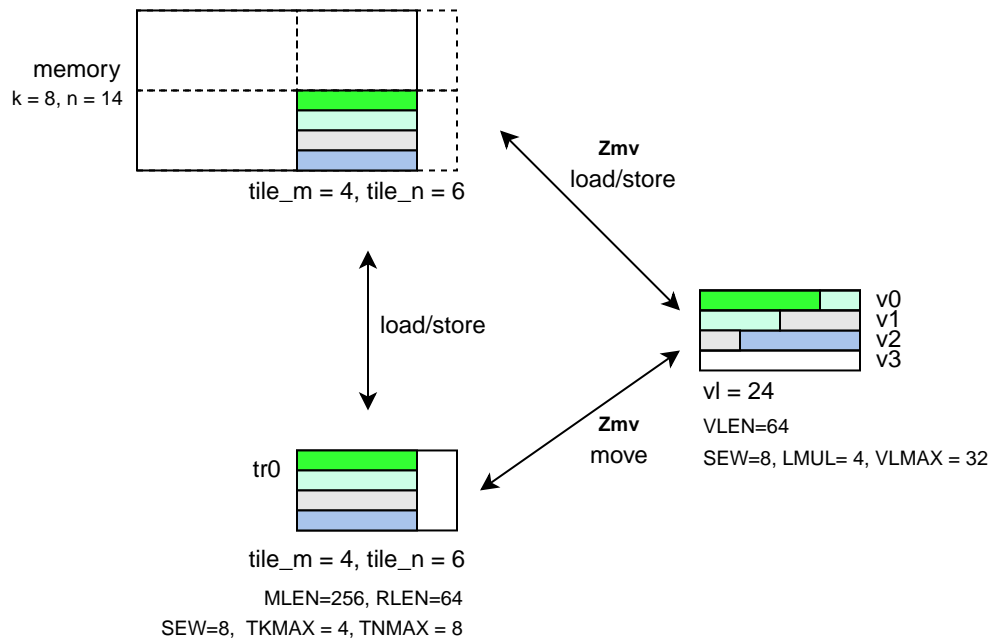 memory
k = 8, n = 14
tile_m = 4, tile_n = 6
Zmv
load/store
load/store
v0
v1
v2
v3
vl = 24
VLEN=64
SEW=8, LMUL= 4, VLMAX = 32
Zmv
move
tr0
tile_m = 4, tile_n = 6
MLEN=256, RLEN=64
SEW=8, TKMAX = 4, TNMAX = 8